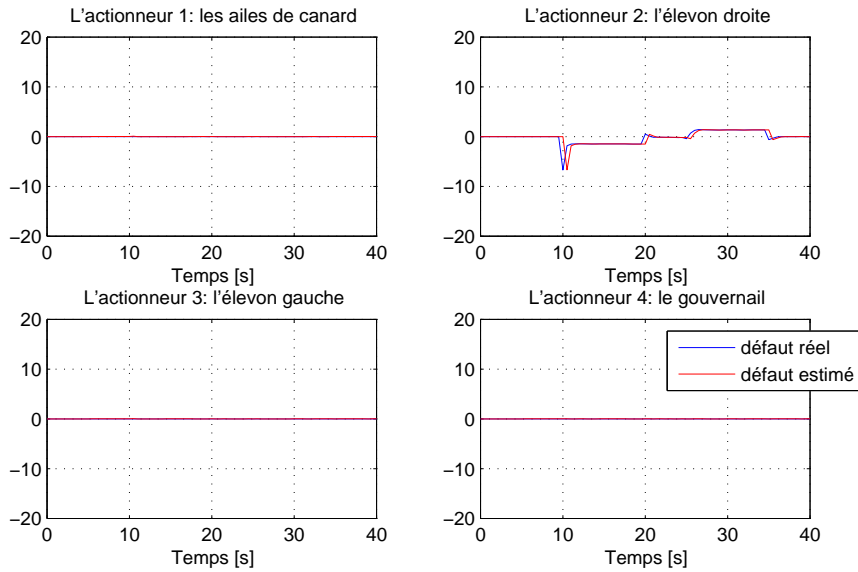 L'actionneur 1: les ailes de canard
20
10
0
−10
−20
0 10 20 30 40
Temps [s]
L'actionneur 2: l'élevon droite
20
10
0
−10
−20
0 10 20 30 40
Temps [s]
L'actionneur 3: l'élevon gauche
20
10
0
−10
−20
0 10 20 30 40
Temps [s]
L'actionneur 4: le gouvernail
20
10
0
−10
−20
0 10 20 30 40
Temps [s]
défaut réel
défaut estimé